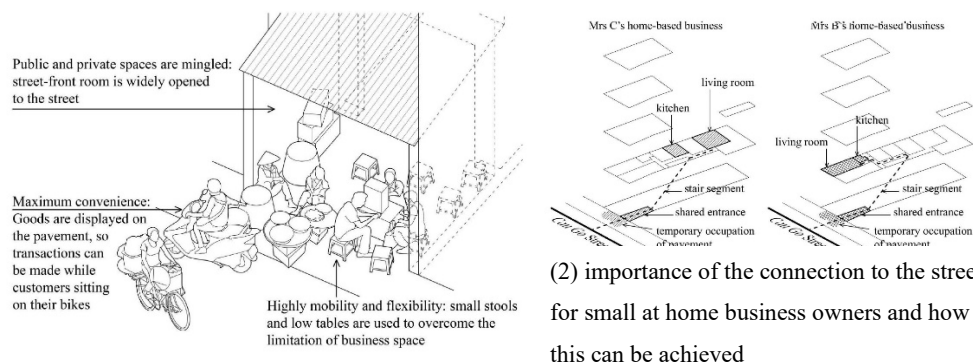 Public and private spaces are mingled:
street-front room is widely opened
to the street
Maximum convenience:
Goods are displayed on
the pavement, so
transactions can
be made while
customers sitting
on their bikes
Highly mobility and flexibility: small stools
and low tables are used to overcome the
limitation of business space
Mrs C's home-based business
living room
kitchen
stair segment
shared entrance
temporary occupation
of pavement
Mrs B's home-based business
living room
kitchen
living room
stair segment
shared entrance
temporary occupation
of pavement
(2) importance of the connection to the stree
for small at home business owners and how
this can be achieved